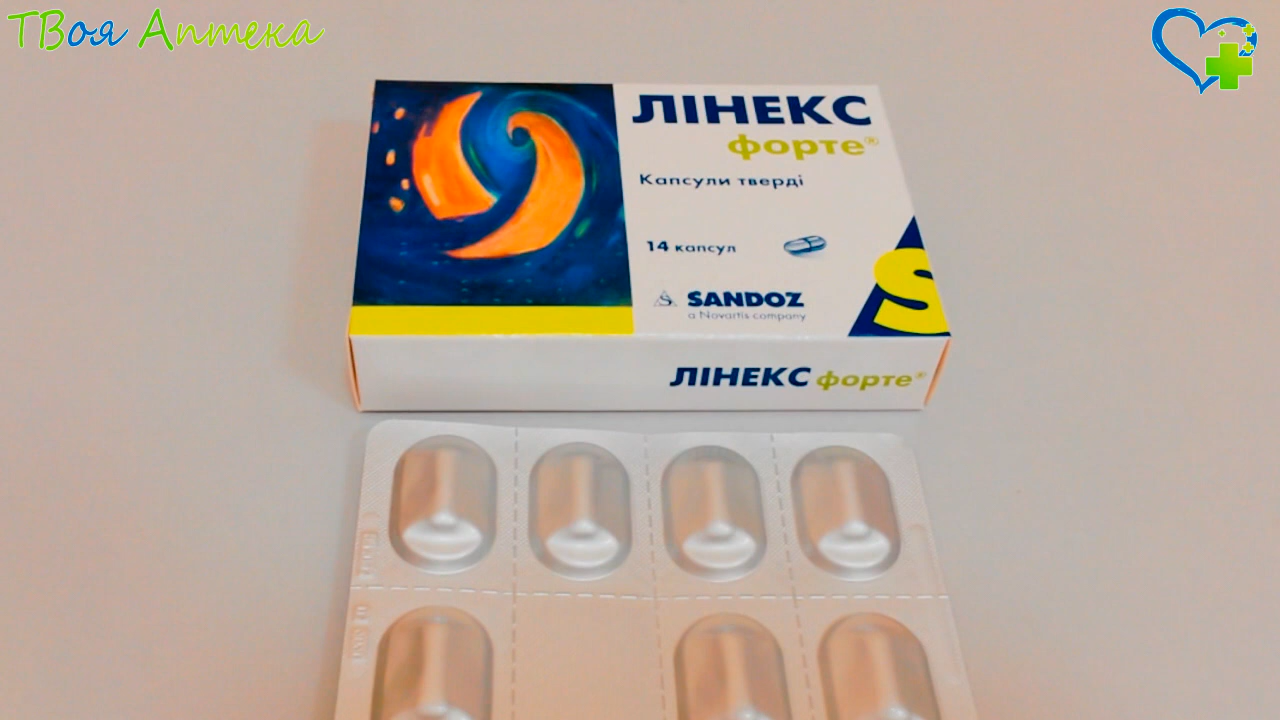 ТВоя Аптека
ЛІНЕКС
форте®
Капсули тверді
14 капсул
S SANDOZ
a Novartis company
S
ЛІНЕКС форте®